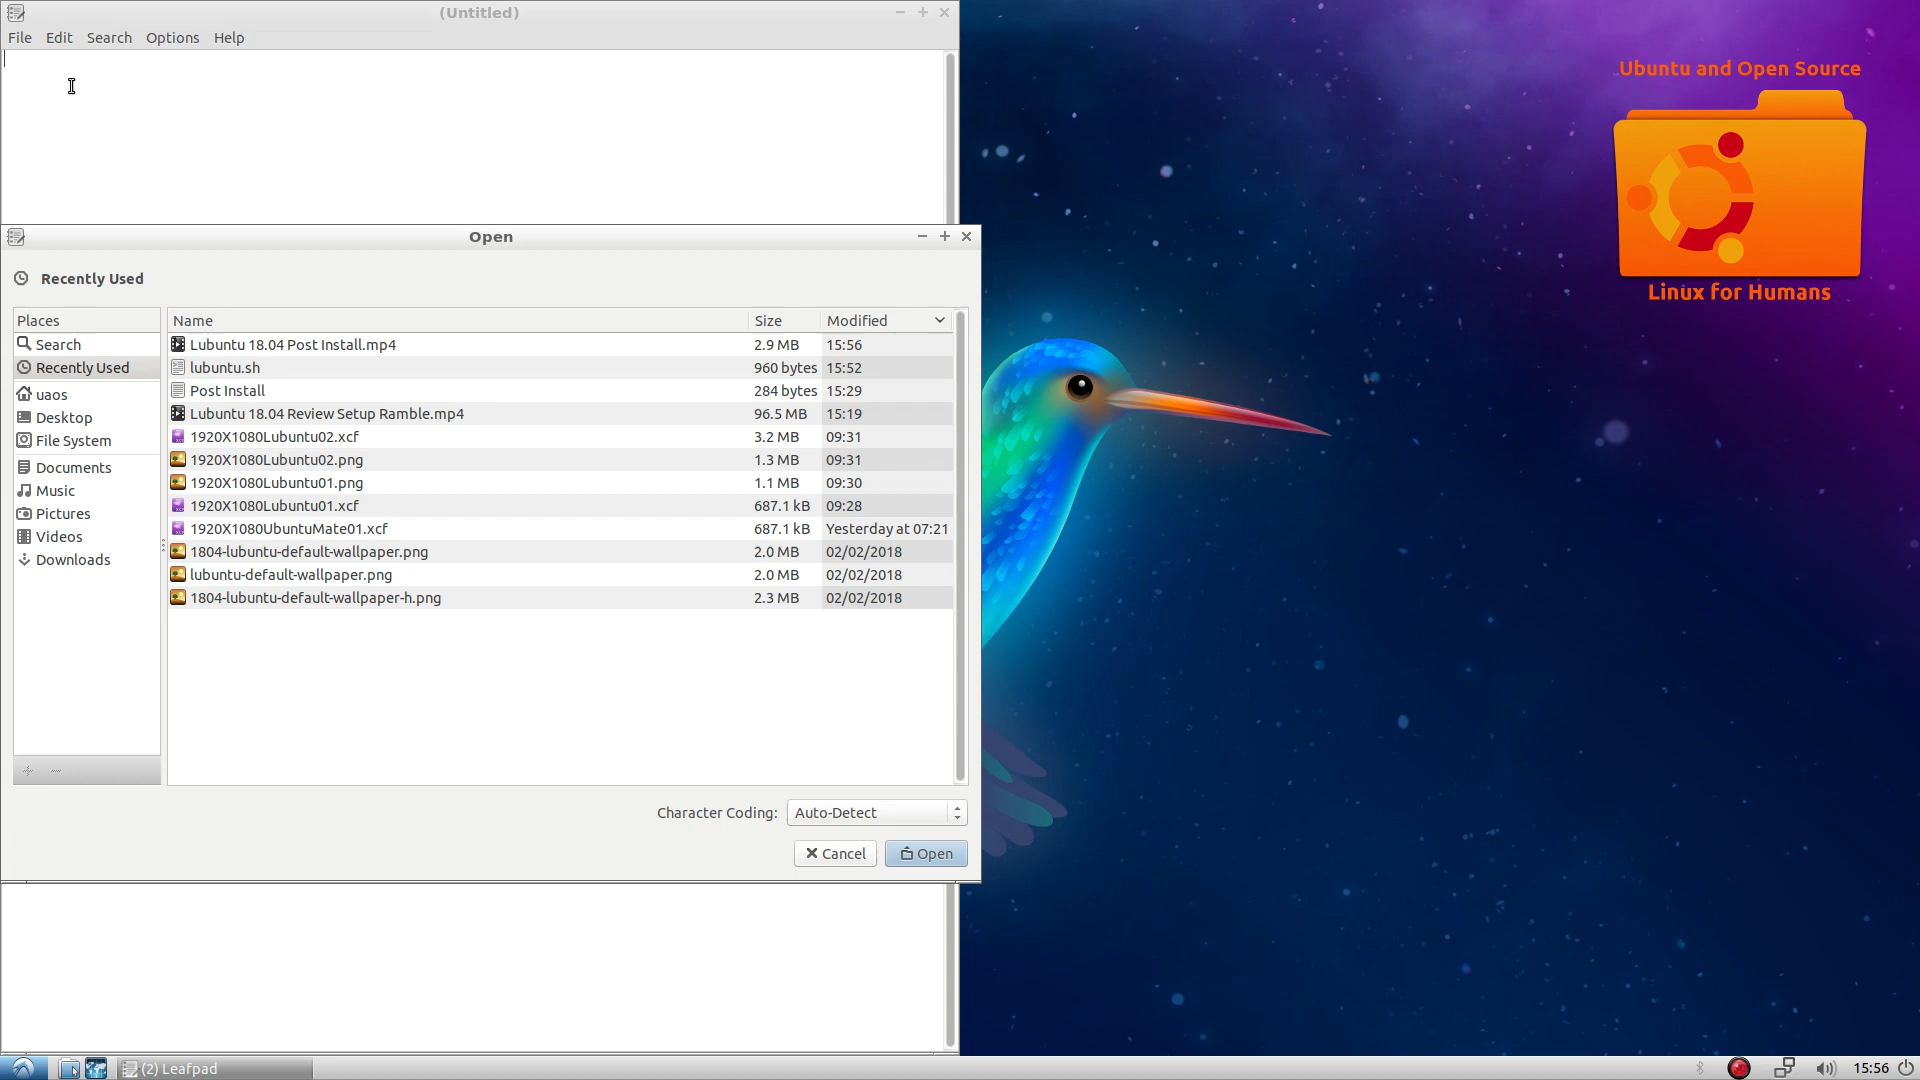 (Untitled)
File Edit Search Options Help
Ubuntu and Open Source
Linux for Humans
Open
Recently Used
Places
Search
Recently Used
uaos
Desktop
File System
Documents
Music
Pictures
Videos
Downloads
Name Size Modified
Lubuntu 18.04 Post Install.mp4 2.9 MB 15:56
lubuntu.sh 960 bytes 15:52
Post Install 284 bytes 15:29
Lubuntu 18.04 Review Setup Ramble.mp4 96.5 MB 15:19
1920X1080Lubuntu02.xcf 3.2 MB 09:31
1920X1080Lubuntu02.png 1.3 MB 09:31
1920X1080Lubuntu01.png 1.1 MB 09:30
1920X1080Lubuntu01.xcf 687.1 kB 09:28
1920X1080UbuntuMate01.xcf 687.1 kB Yesterday at 07:21
1804-lubuntu-default-wallpaper.png 2.0 MB 02/02/2018
lubuntu-default-wallpaper.png 2.0 MB 02/02/2018
1804-lubuntu-default-wallpaper-h.png 2.3 MB 02/02/2018
Character Coding: Auto-Detect
Cancel Open
(2) Leafpad
15:56